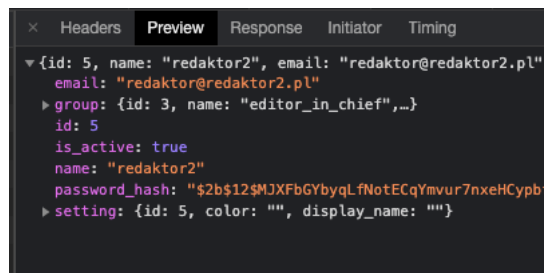 × Headers Preview Response Initiator Timing
▼{id: 5, name: "redaktor2", email: "redaktor@redaktor2.pl"
email: "redaktor@redaktor2.pl"
▶group: {id: 3, name: "editor_in_chief",…}
id: 5
is_active: true
name: "redaktor2"
password_hash: "$2b$12$MJXFbGYbyqLfNotECqYmvur7nxeHCypb
▶setting: {id: 5, color: "", display_name: ""}